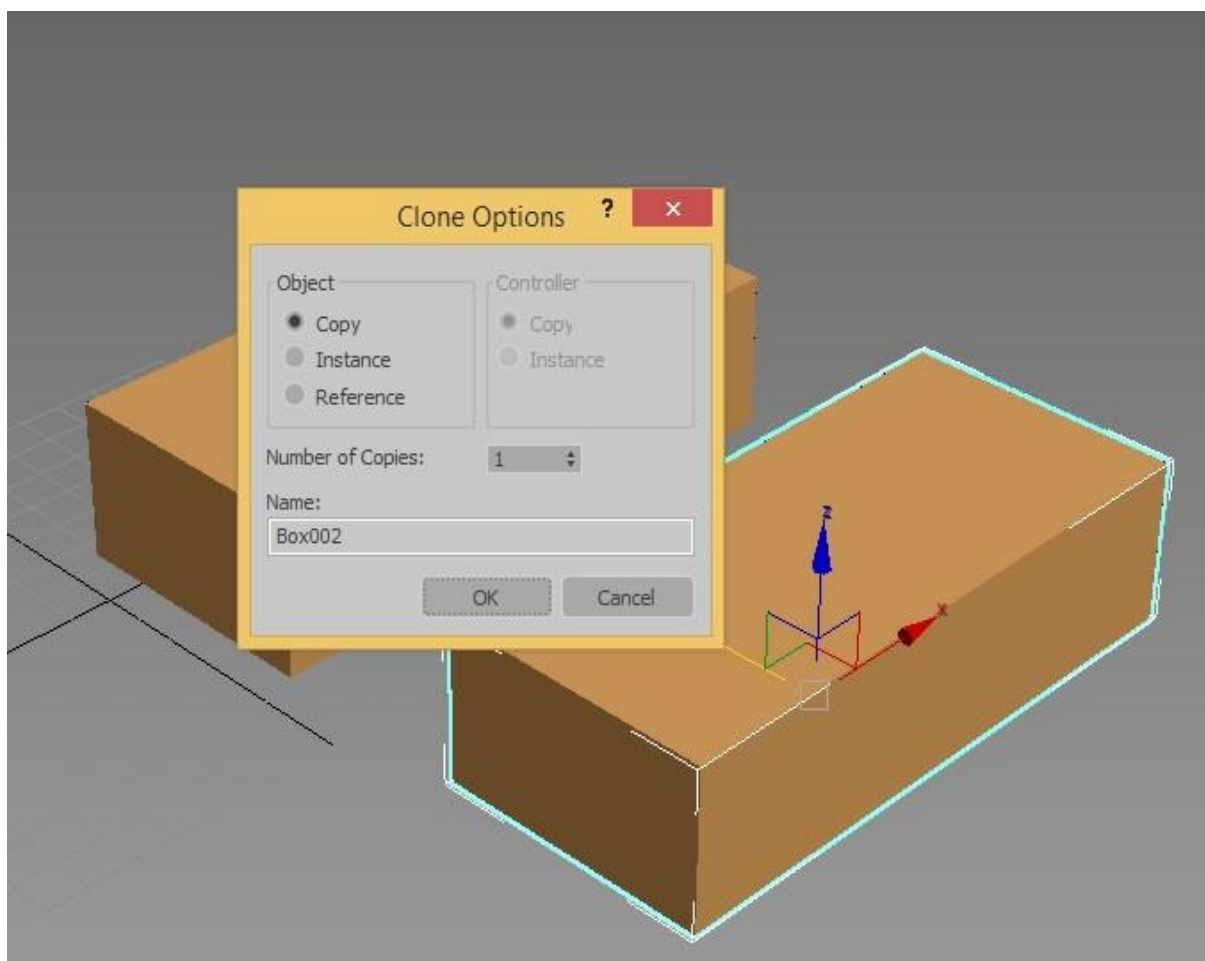 Clone Options ? x
Object
Copy
Instance
Reference
Controller
Copy
Instance
Number of Copies: 1
Name:
Box002
OK Cancel
z
x